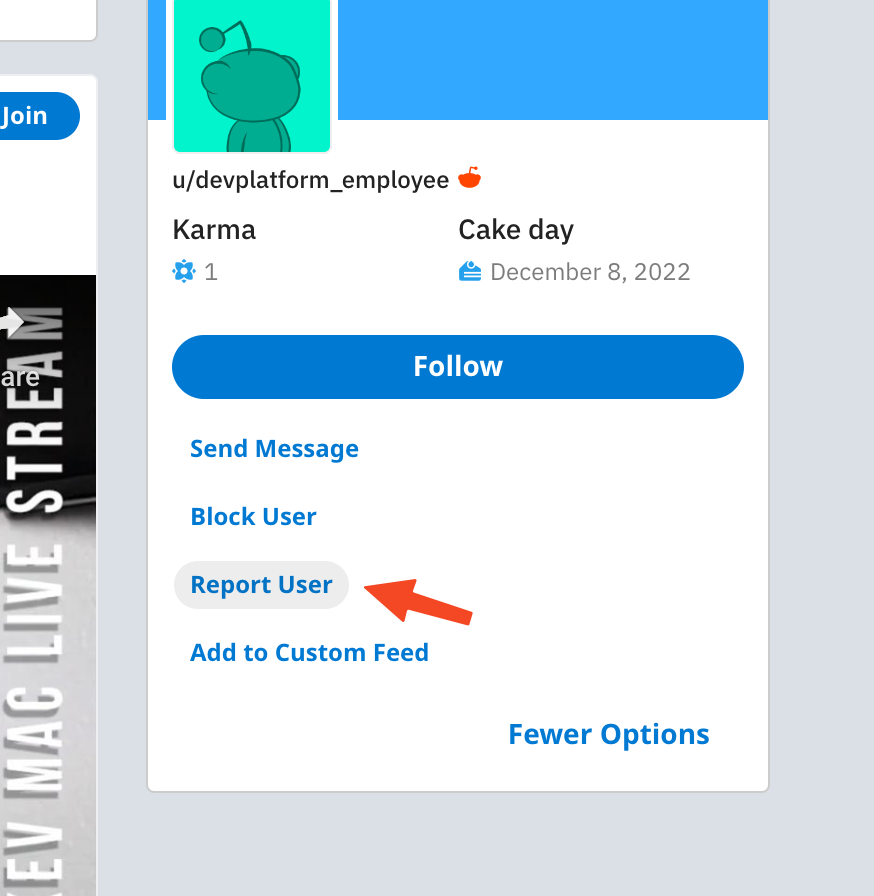 Join
u/devplatform_employee
Karma
Cake day
1
December 8, 2022
Follow
Send Message
Block User
Report User
Add to Custom Feed
Fewer Options
are
MAC LIVE STREAM